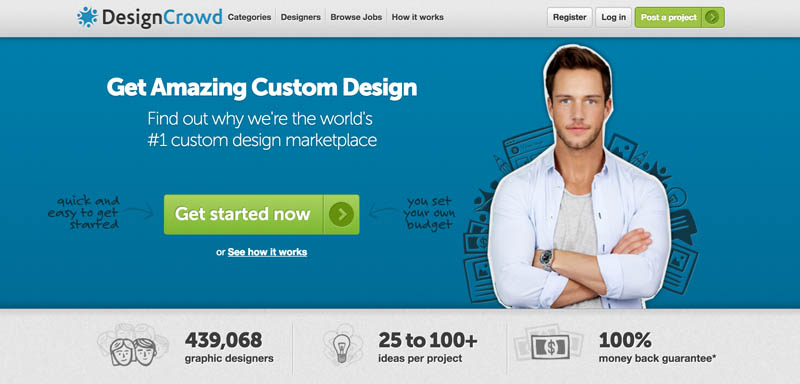 DesignCrowd
Categories Designers Browse Jobs How it works
Register Log in Post a project
Get Amazing Custom Design
Find out why we're the world's
#1 custom design marketplace
quick and
easy to get
started
Get started now
you set
your own
budget
or See how it works
439,068
graphic designers
25 to 100+
ideas per project
100%
money back guarantee*